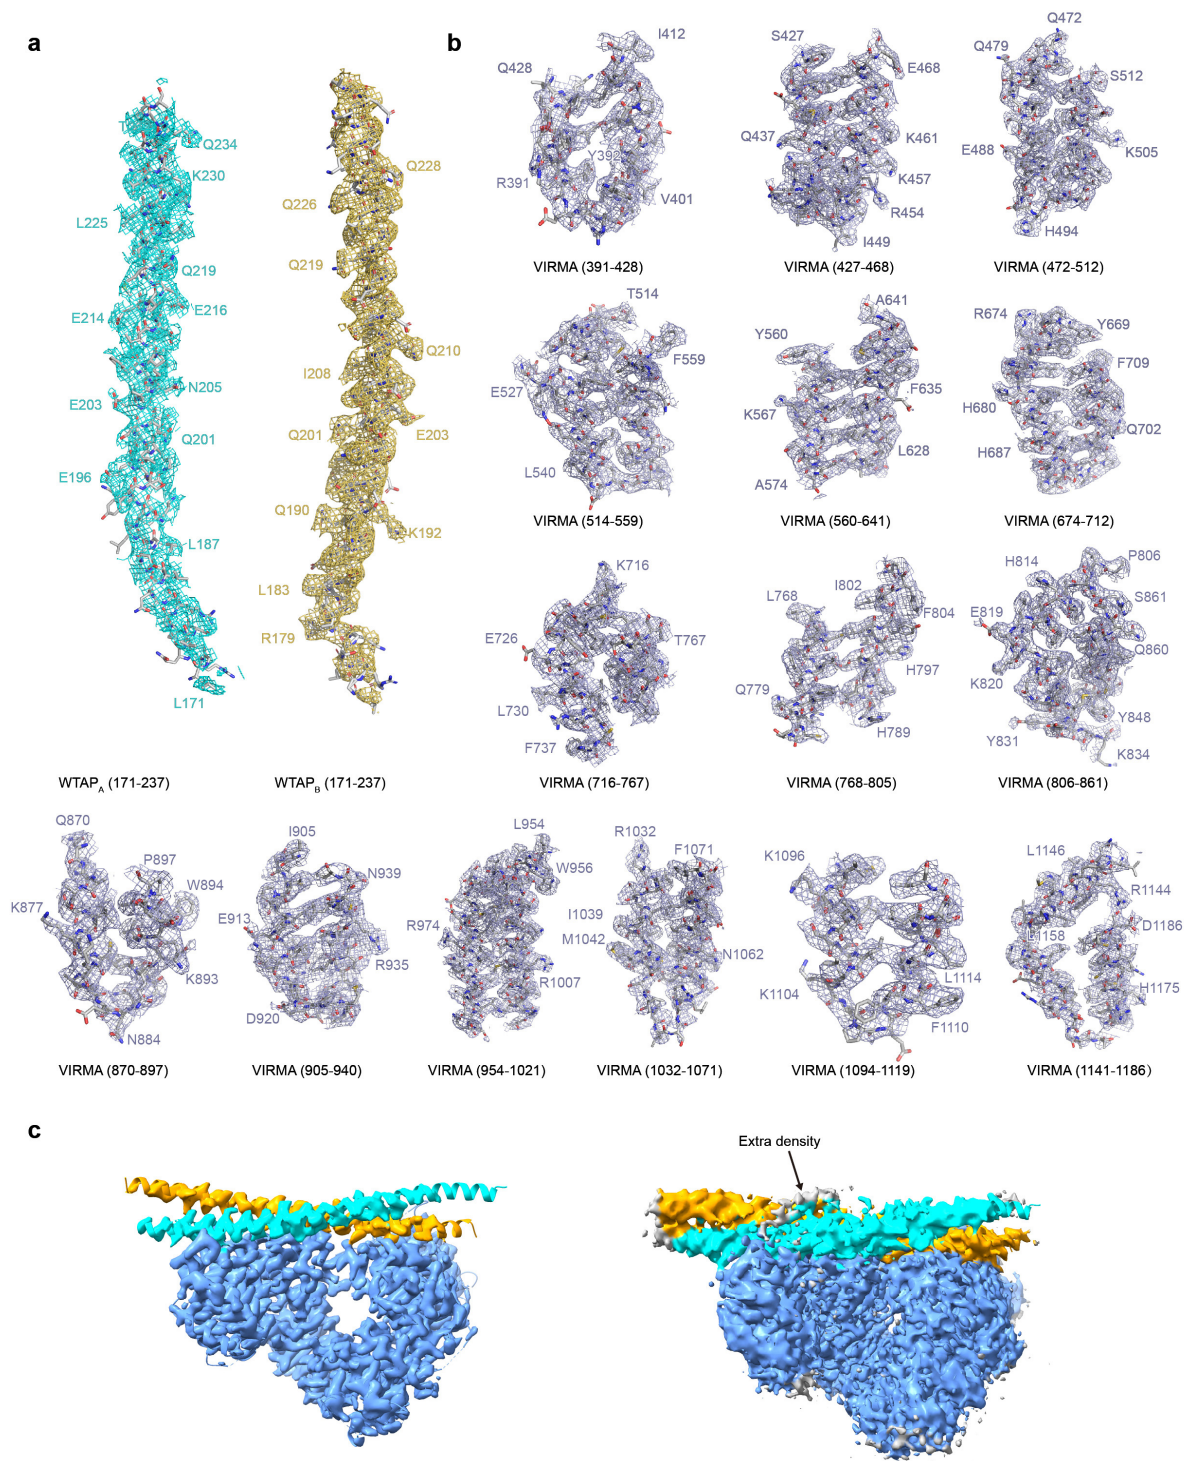 a
Q234
K230
L225
Q219
E214
E216
N205
E203
Q201
E196
L187
L171
WTAP_A (171-237)
Q228
Q226
Q219
Q210
I208
Q201
E203
Q190
K192
L183
R179
WTAP_B (171-237)
b
I412
Q428
Y392
R391
V401
VIRMA (391-428)
S427
E468
Q437
K461
K457
R454
I449
VIRMA (427-468)
Q472
Q479
S512
E488
K505
H494
VIRMA (472-512)
T514
F559
E527
L540
VIRMA (514-559)
A641
Y560
F635
K567
L628
A574
VIRMA (560-641)
R674
Y669
F709
H680
Q702
H687
VIRMA (674-712)
K716
E726
T767
L730
F737
VIRMA (716-767)
I802
L768
F804
H797
Q779
H789
VIRMA (768-805)
P806
H814
S861
E819
Q860
K820
Y848
Y831
K834
VIRMA (806-861)
Q870
P897
W894
K877
K893
N884
VIRMA (870-897)
I905
N939
E913
R935
D920
VIRMA (905-940)
L954
W956
R974
R1007
VIRMA (954-1021)
R1032
F1071
I1039
M1042
N1062
VIRMA (1032-1071)
K1096
K1104
L1114
F1110
VIRMA (1094-1119)
L1146
R1144
D1186
L1158
H1175
VIRMA (1141-1186)
c
Extra density